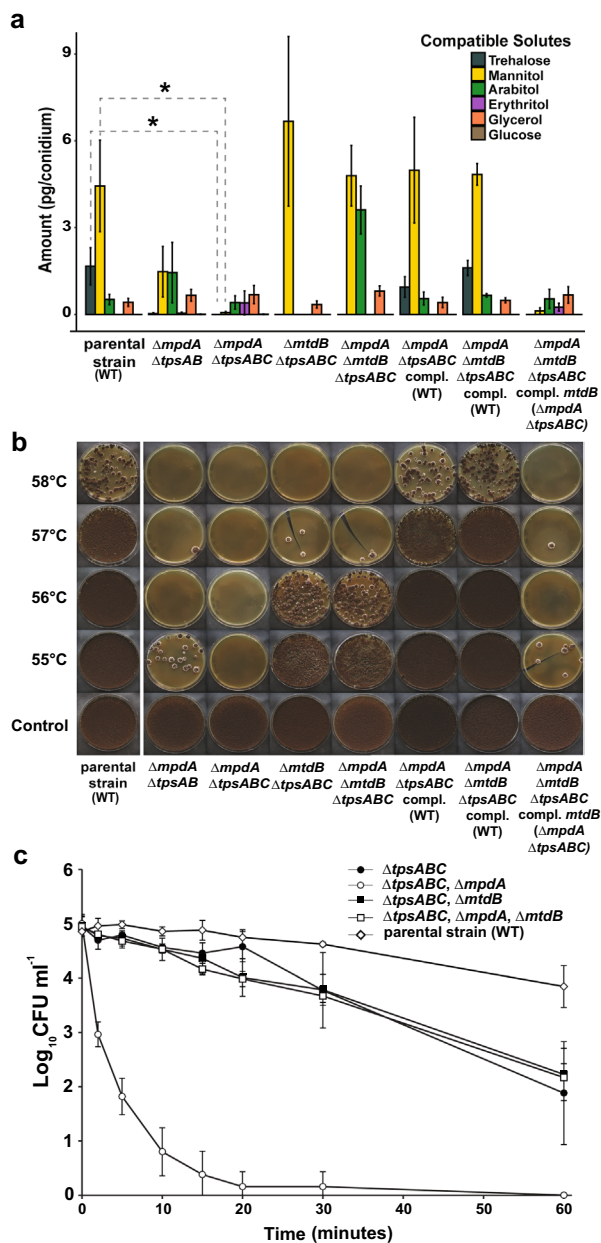 a
Compatible Solutes
Trehalose
Mannitol
Arabitol
Erythritol
Glycerol
Glucose
Amount (pg/conidium)
9
6
3
0
*
*
parental
strain
(WT)
ΔmpdA
ΔtpsAB
ΔmpdA
ΔtpsABC
ΔmtdB
ΔtpsABC
ΔmpdA
ΔmtdB
ΔtpsABC
ΔmpdA
ΔtpsABC
compl.
(WT)
ΔmpdA
ΔmtdB
ΔtpsABC
compl.
(WT)
ΔmpdA
ΔmtdB
ΔtpsABC
compl. mtdB
(ΔmpdA
ΔtpsABC)
b
58°C
57°C
56°C
55°C
Control
parental
strain
(WT)
ΔmpdA
ΔtpsAB
ΔmpdA
ΔtpsABC
ΔmtdB
ΔtpsABC
ΔmpdA
ΔmtdB
ΔtpsABC
ΔmpdA
ΔtpsABC
compl.
(WT)
ΔmpdA
ΔmtdB
ΔtpsABC
compl.
(WT)
ΔmpdA
ΔmtdB
ΔtpsABC
compl. mtdB
(ΔmpdA
ΔtpsABC)
c
ΔtpsABC
ΔtpsABC, ΔmpdA
ΔtpsABC, ΔmtdB
ΔtpsABC, ΔmpdA, ΔmtdB
parental strain (WT)
Log10CFU ml-1
6
5
4
3
2
1
0
0
10
20
30
40
50
60
Time (minutes)